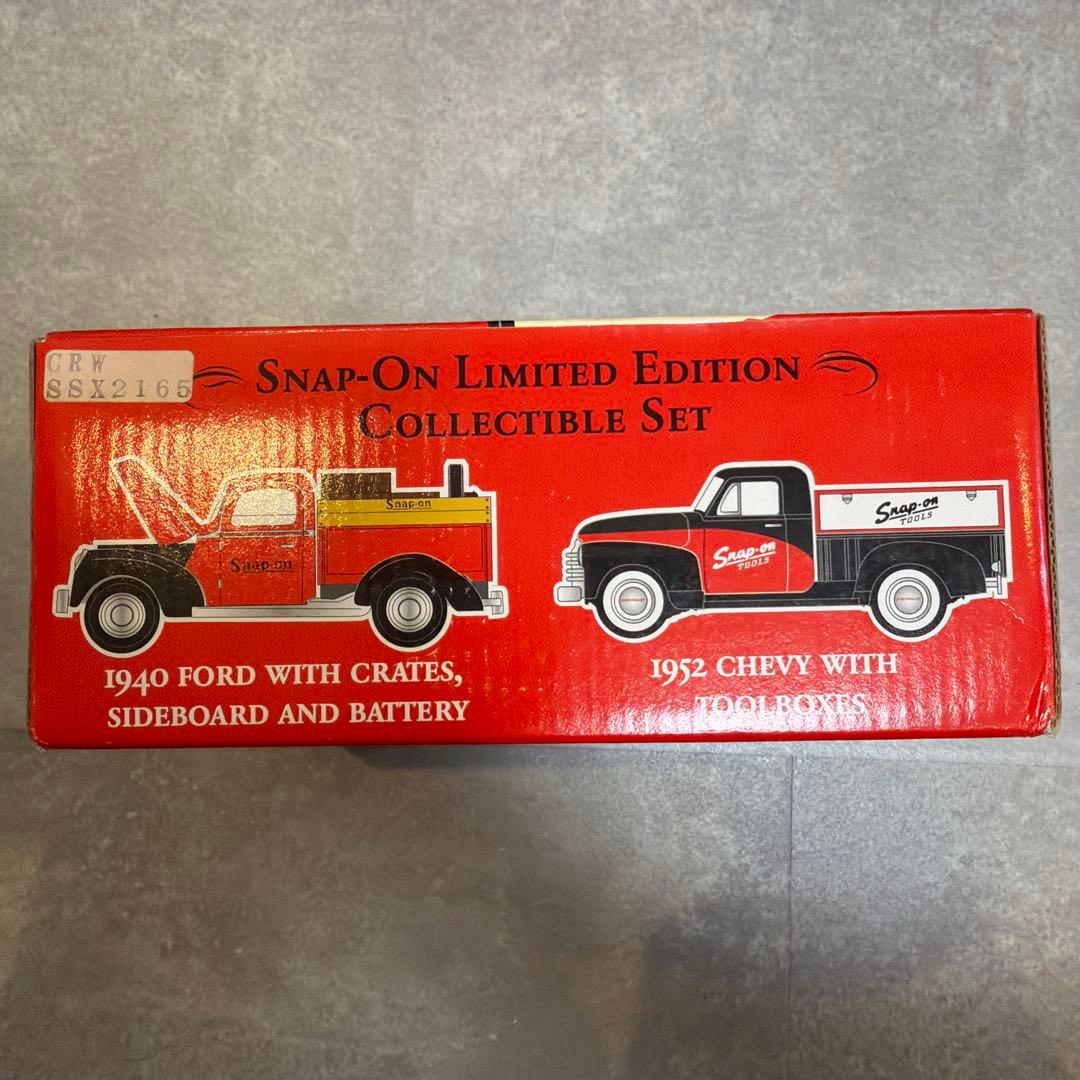 CRW
SSX2165
SNAP-ON LIMITED EDITION
COLLECTIBLE SET
Snap-on
Snap-on
Snap-on
TOOLS
Snap-on
TOOLS
1940 FORD WITH CRATES,
SIDEBOARD AND BATTERY
1952 CHEVY WITH
TOOLBOXES